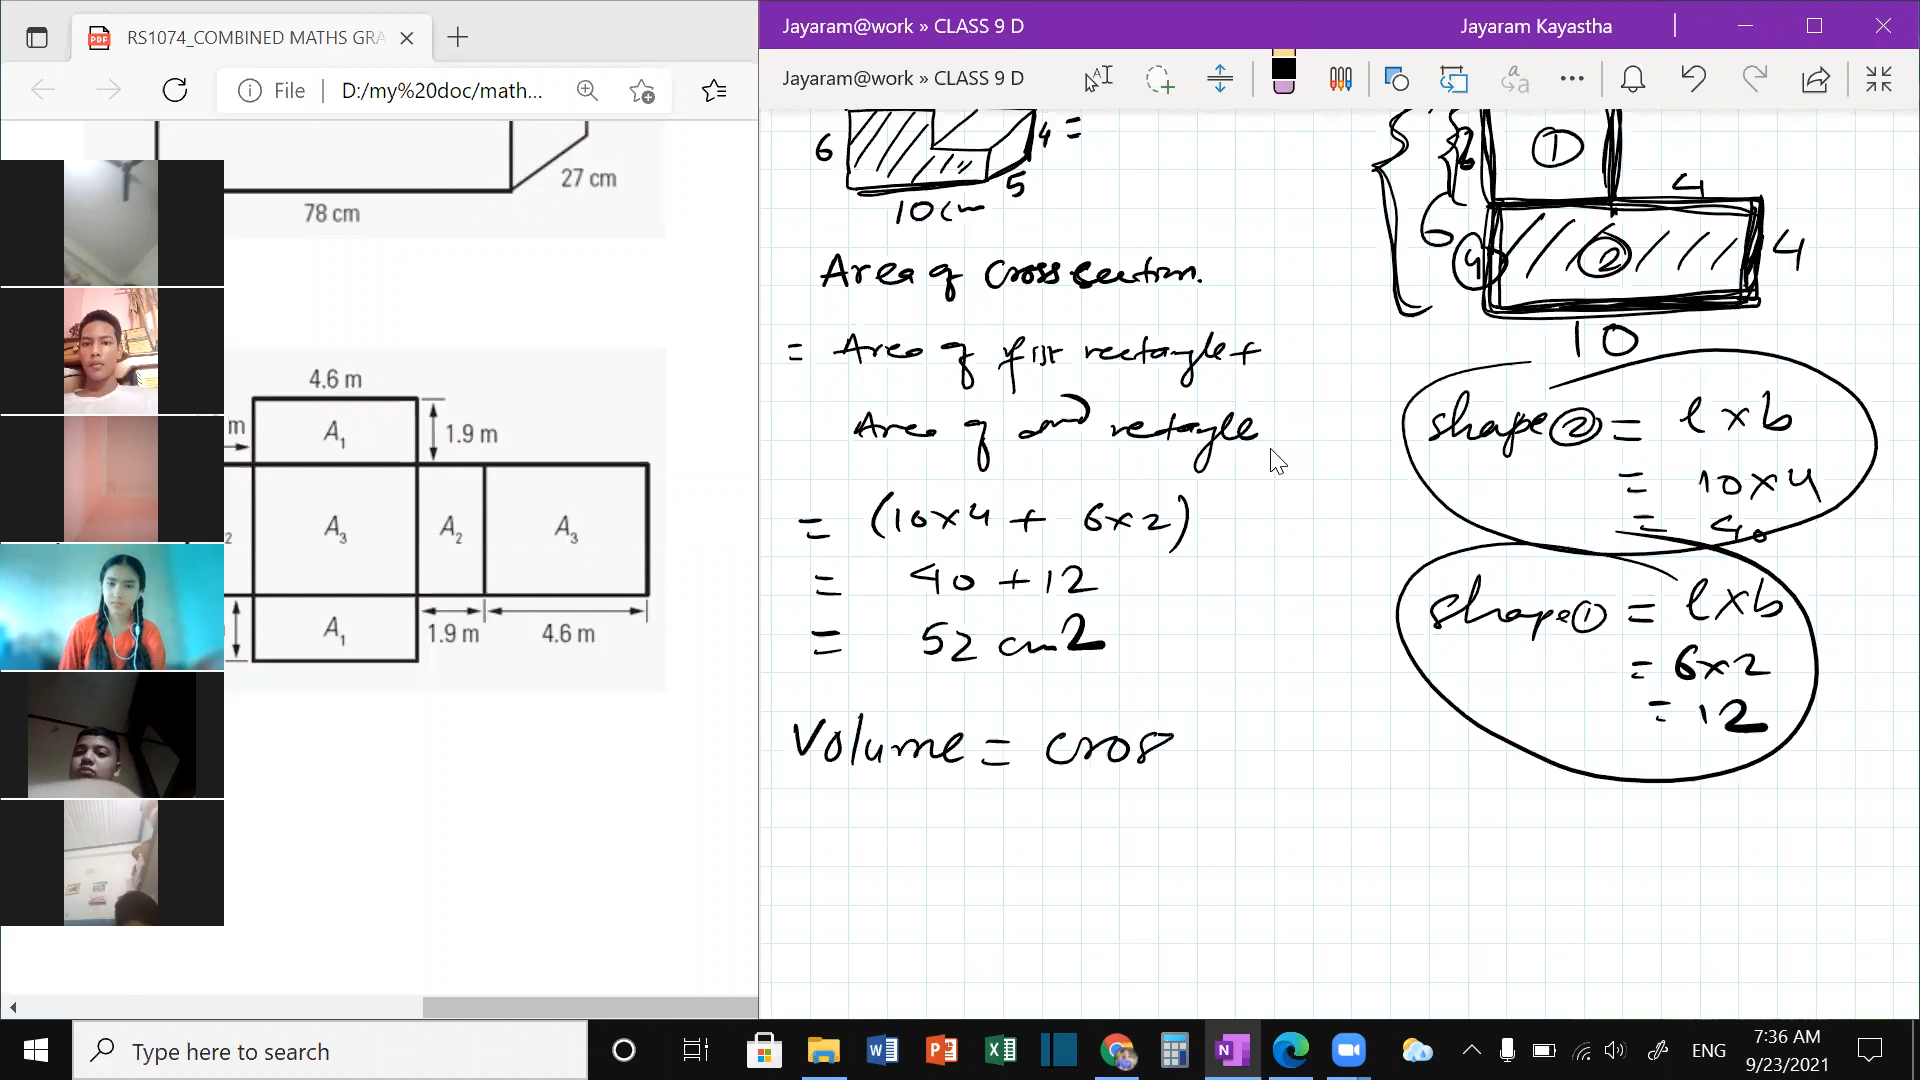 RS1074_COMBINED MATHS GRA
File
D:/my%20doc/math...
27 cm
78 cm
4.6 m
m
A1
1.9 m
2
A3
A2
A3
A1
1.9 m
4.6 m
Jayaram@work » CLASS 9 D
Jayaram Kayastha
Jayaram@work » CLASS 9 D
6
4 =
5
10cm
Area of cross section.
= Area of first rectangle +
Area of 2nd rectagle
= (10×4 + 6×2)
= 40 + 12
= 52 cm2
Volume = cros
1
2
4
6
4
2
4
10
shape 2 = l × b
= 10×4
= 40
shape 1 = l×b
= 6×2
= 12
Type here to search
ENG
7:36 AM
9/23/2021